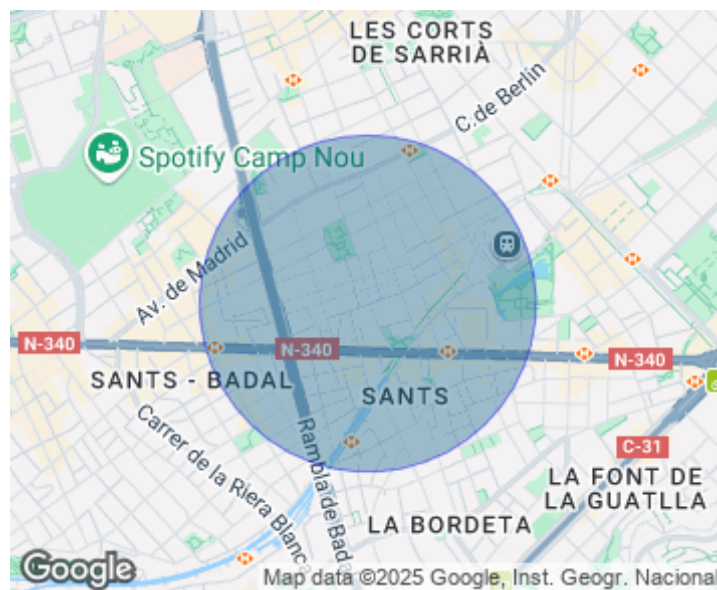 LES CORTS
DE SARRIÀ
C. de Berlín
Spotify Camp Nou
Av. de Madrid
N-340
N-340
N-340
SANTS - BADAL
SANTS
Carrer de la Riera Blanca
Rambla de Bada
C-31
LA FONT DE
LA GUATLLA
LA BORDETA
Google
Map data ©2025 Google, Inst. Geogr. Nacional